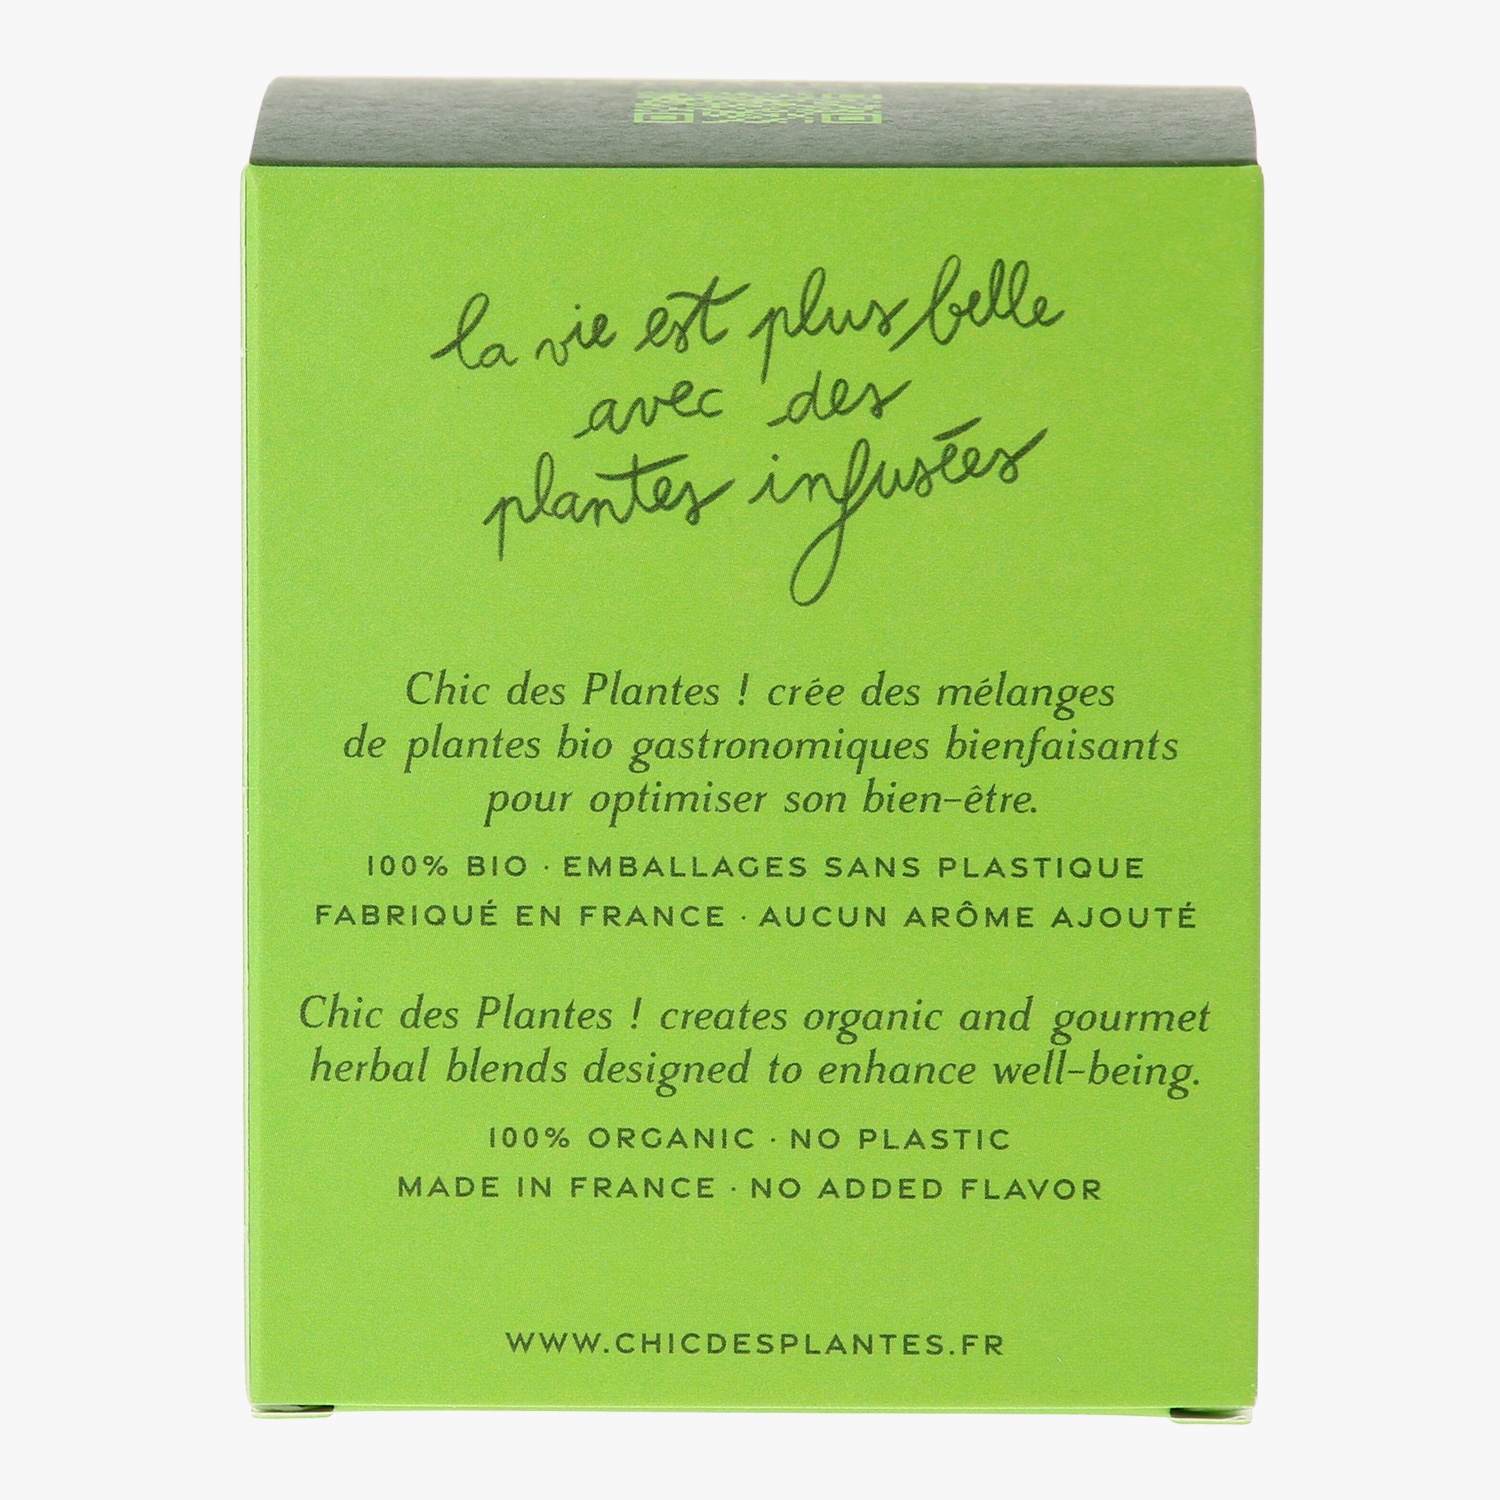 la vie est plus belle
avec des
plantes infusées
Chic des Plantes ! crée des mélanges
de plantes bio gastronomiques bienfaisants
pour optimiser son bien-être.
100% BIO · EMBALLAGES SANS PLASTIQUE
FABRIQUÉ EN FRANCE · AUCUN ARÔME AJOUTÉ
Chic des Plantes ! creates organic and gourmet
herbal blends designed to enhance well-being.
100% ORGANIC · NO PLASTIC
MADE IN FRANCE · NO ADDED FLAVOR
WWW.CHICDESPLANTES.FR